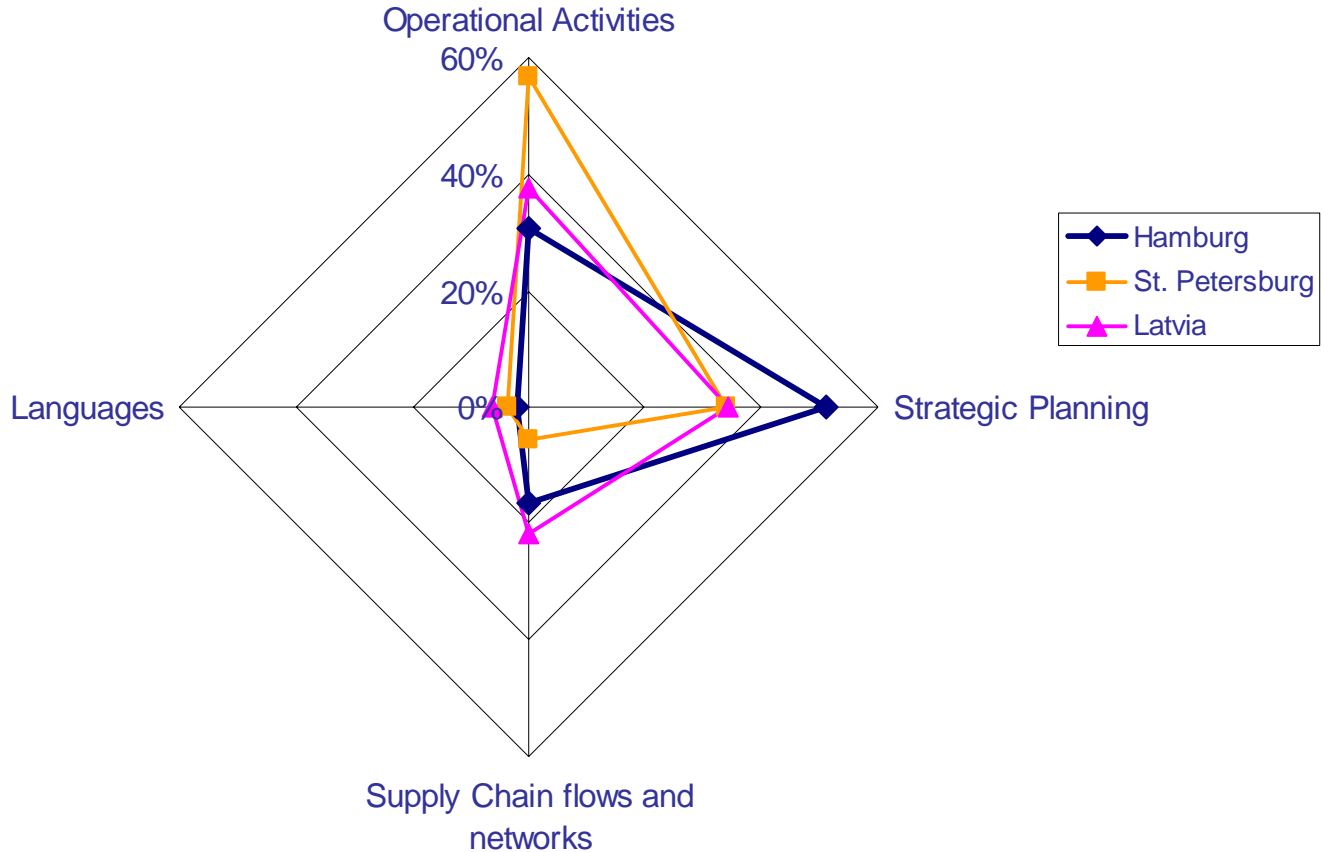 Operational Activities
60%
40%
20%
0%
Languages
Strategic Planning
Supply Chain flows and
networks
Hamburg
St. Petersburg
Latvia